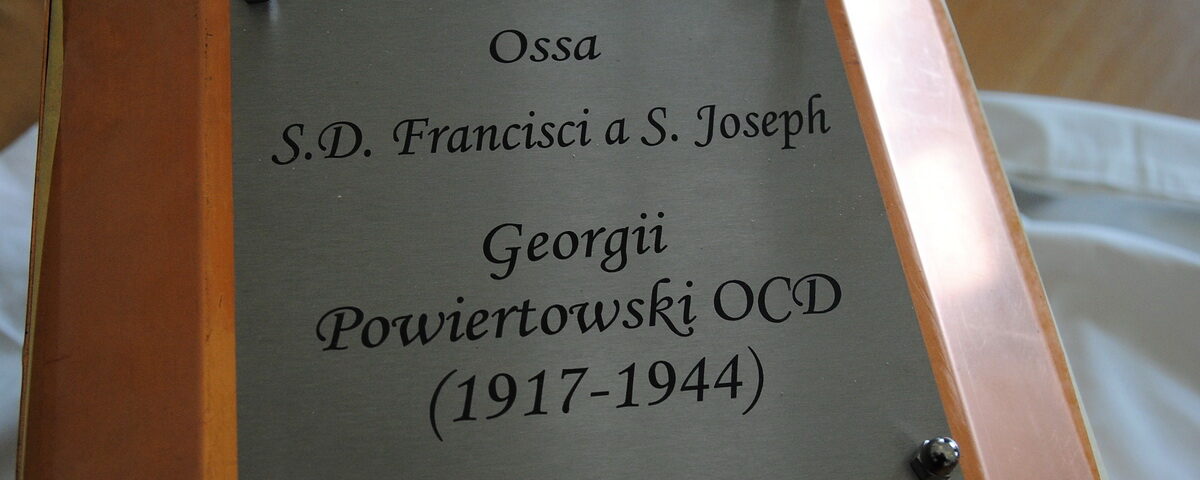 Ossa
S.D. Francisci a S. Joseph
Georgii
Powiertowski OCD
(1917-1944)